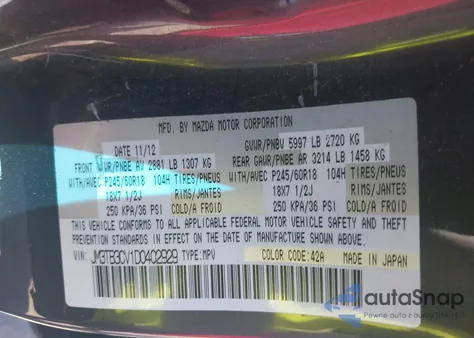 MFD. BY MAZDA MOTOR CORPORATION
DATE 11/12 GVWR/PNBV 5997 LB 2720 KG
FRONT WR/PNBE AV 2881 LB 1307 KG REAR GAWR/PNBE AR 3214 LB 1458 KG
WITH/AVEC P245/60R18 104H TIRES/PNEUS WITH/AVEC P245/60R18 104H TIRES/PNEUS
18X7 1/2J RIMS/JANTES 18X7 1/2J RIMS/JANTES
250 KPA/36 PSI COLD/A FROID 250 KPA/36 PSI COLD/A FROID
THIS VEHICLE CONFORMS TO ALL APPLICABLE FEDERAL MOTOR VEHICLE SAFETY AND THEFT
PREVENTION STANDARDS IN EFFECT ON THE DATE OF MANUFACTURE SHOWN ABOVE.
VIN: JM3TB3CV1D0402929 TYPE: MPV COLOR CODE: 42A MADE IN JAPAN
autoSnap
Pewne auto z aukcji